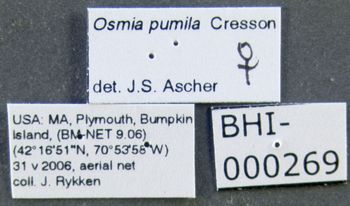 Osmia pumila Cresson
♀
det. J.S. Ascher
USA: MA, Plymouth, Bumpkin
Island, (BM-NET 9.06)
(42°16'51"N, 70°53'58"W)
31 v 2006, aerial net
coll. J. Rykken
BHI-
000269